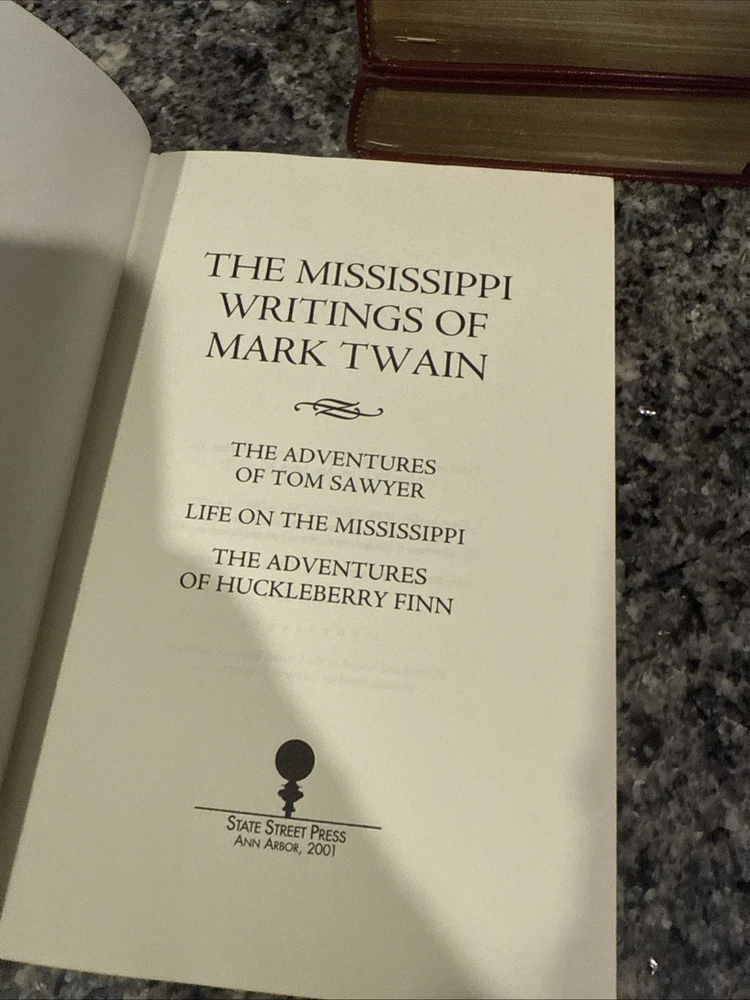 THE MISSISSIPPI
WRITINGS OF
MARK TWAIN
THE ADVENTURES
OF TOM SAWYER
LIFE ON THE MISSISSIPPI
THE ADVENTURES
OF HUCKLEBERRY FINN
STATE STREET PRESS
ANN ARBOR, 2001